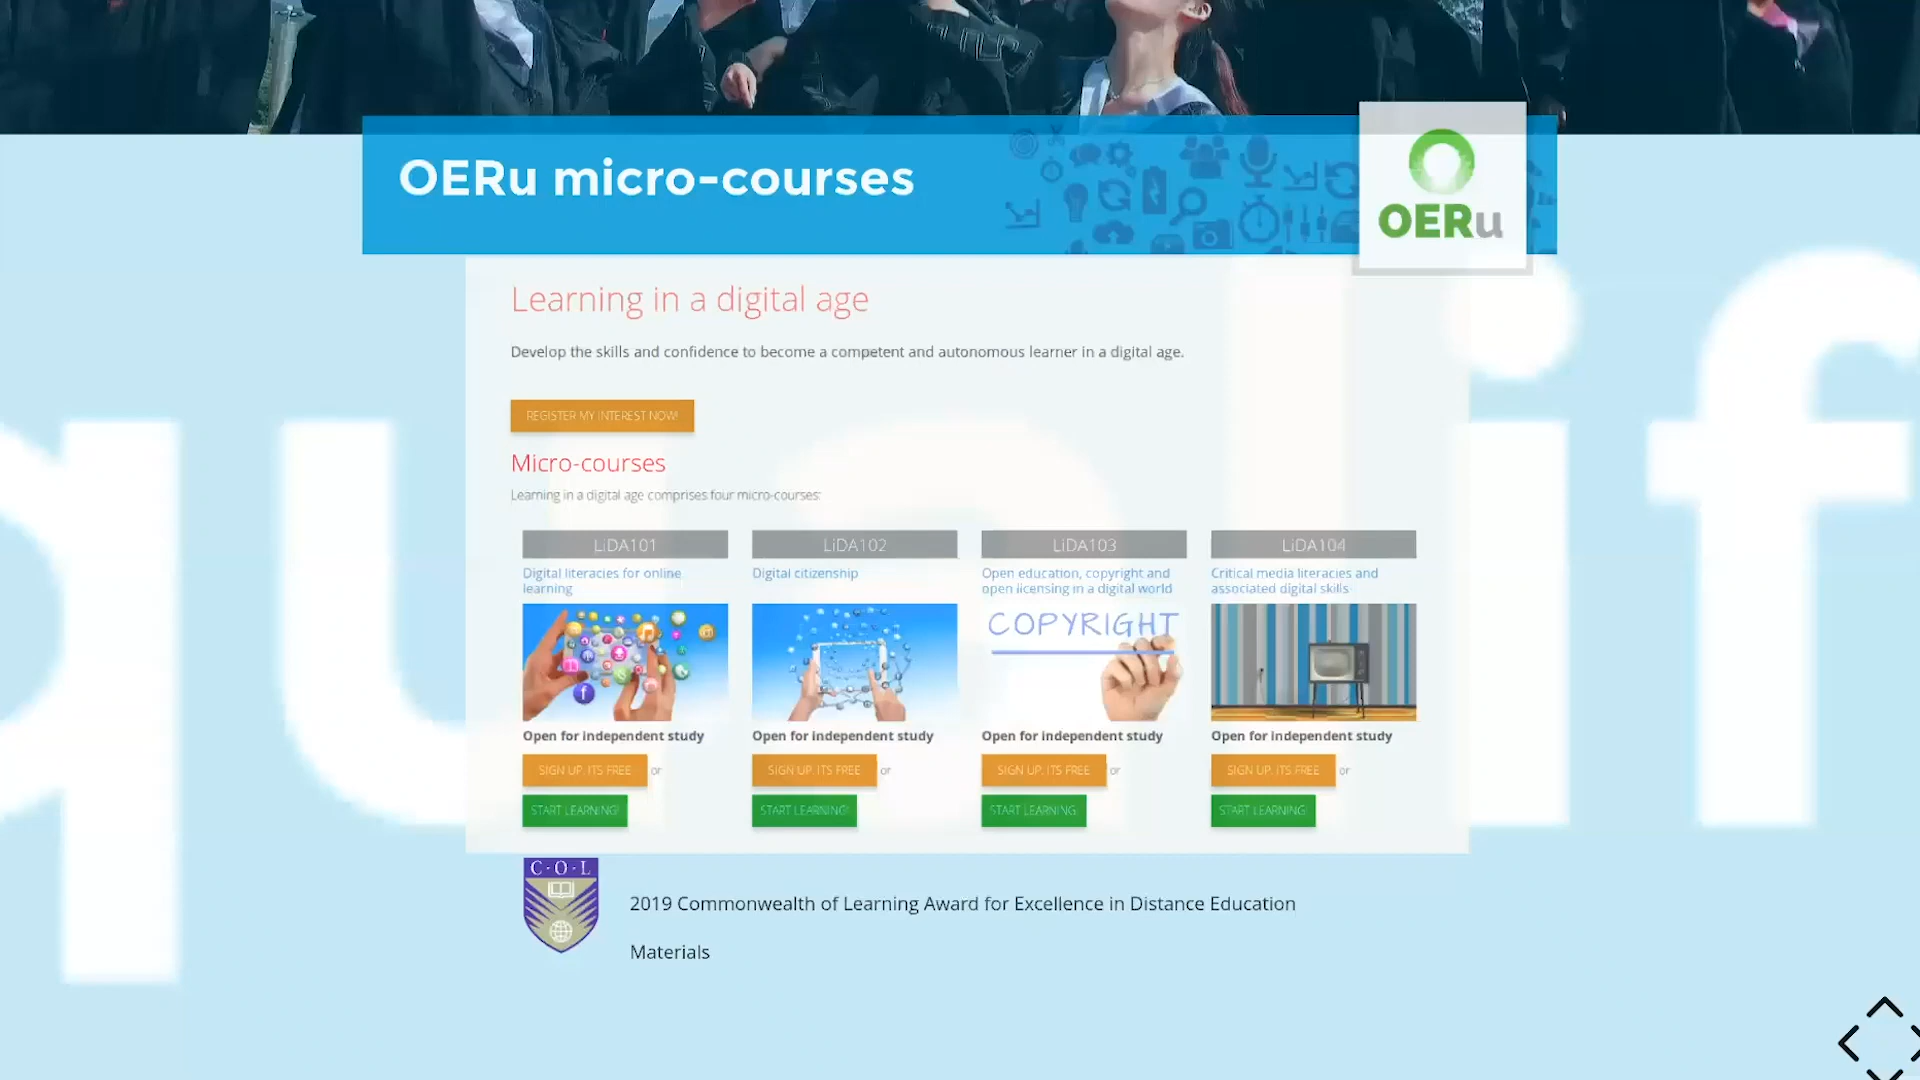 OERu micro-courses
OERu
Learning in a digital age
Develop the skills and confidence to become a competent and autonomous learner in a digital age.
REGISTER MY INTEREST NOW!
Micro-courses
Learning in a digital age comprises four micro-courses:
LiDA101
LiDA102
LiDA103
LiDA104
Digital literacies for online
learning
Digital citizenship
Open education, copyright and
open licensing in a digital world
Critical media literacies and
associated digital skills
COPYRIGHT
Open for independent study
Open for independent study
Open for independent study
Open for independent study
SIGN UP, ITS FREE or
SIGN UP, ITS FREE or
SIGN UP, ITS FREE or
SIGN UP, ITS FREE or
START LEARNING!
START LEARNING!
START LEARNING!
START LEARNING!
C·O·L
2019 Commonwealth of Learning Award for Excellence in Distance Education
Materials